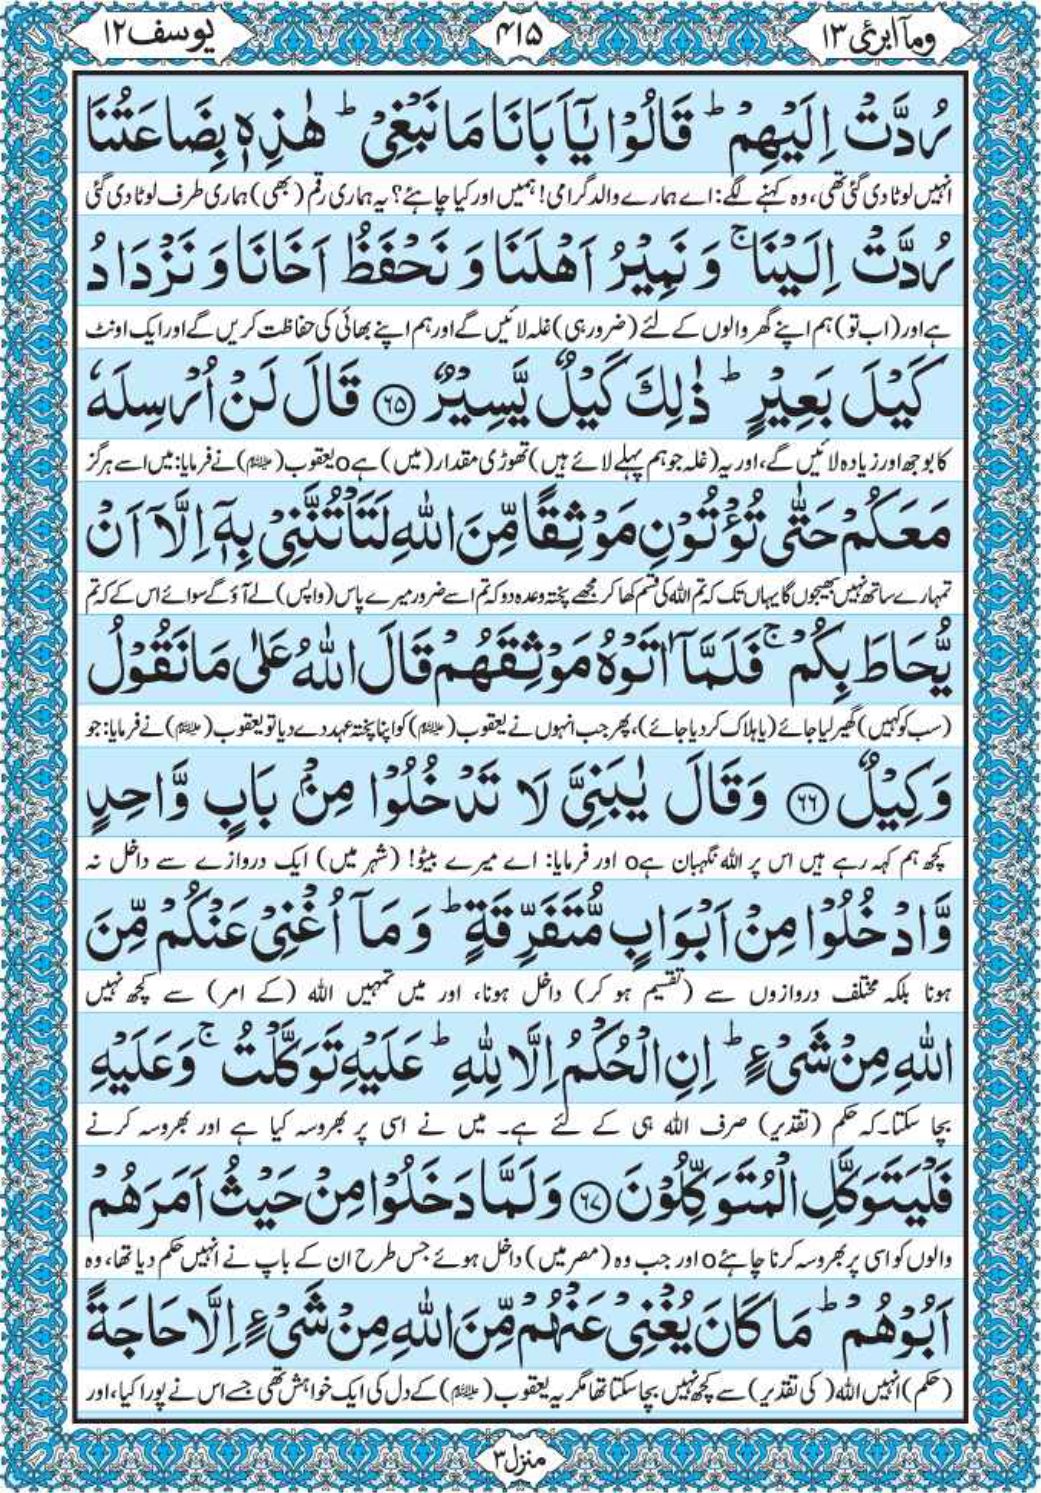 ومآ ابرئ ١٣
٤١٥
یوسف ١٢
رُدَّتْ اِلَیْهِمْ ؕ قَالُوْا یٰۤاَبَانَا مَا نَبْغِیْ ؕ هٰذِهٖ بِضَاعَتُنَا
انہیں لوٹا دی گئی تھی، وہ کہنے لگے: اے ہمارے والد گرامی! ہمیں اور کیا چاہئے؟ یہ ہماری رقم (بھی) ہماری طرف لوٹا دی گئی
رُدَّتْ اِلَیْنَا ۚ وَ نَمِیْرُ اَهْلَنَا وَ نَحْفَظُ اَخَانَا وَ نَزْدَادُ
ہے اور (اب تو) ہم اپنے گھر والوں کے لئے (ضرور ہی) غلہ لائیں گے اور ہم اپنے بھائی کی حفاظت کریں گے اور ایک اونٹ
كَیْلَ بَعِیْرٍ ؕ ذٰلِكَ كَیْلٌ یَّسِیْرٌ ﴿٦٥﴾ قَالَ لَنْ اُرْسِلَهٗ
کا بوجھ اور زیادہ لائیں گے، اور یہ (غلہ جو ہم پہلے لائے ہیں) تھوڑی مقدار (میں) ہے o یعقوب (علیہ السلام) نے فرمایا: میں اسے ہرگز
مَعَكُمْ حَتّٰی تُؤْتُوْنِ مَوْثِقًا مِّنَ اللّٰهِ لَتَاْتُنَّنِیْ بِهٖۤ اِلَّاۤ اَنْ
تمہارے ساتھ نہیں بھیجوں گا یہاں تک کہ تم اللہ کی قسم کھا کر مجھے پختہ وعدہ دو کہ تم اسے ضرور میرے پاس (واپس) لے آؤ گے سوائے اس کے کہ تم
یُّحَاطَ بِكُمْ ۚ فَلَمَّاۤ اٰتَوْهُ مَوْثِقَهُمْ قَالَ اللّٰهُ عَلٰی مَا نَقُوْلُ
(سب کو کہیں) گھیر لیا جائے (یا ہلاک کر دیا جائے)، پھر جب انہوں نے یعقوب (علیہ السلام) کو اپنا پختہ عہد دے دیا تو یعقوب (علیہ السلام) نے فرمایا: جو
وَكِیْلٌ ﴿٦٦﴾ وَقَالَ یٰبَنِیَّ لَا تَدْخُلُوْا مِنْۢ بَابٍ وَّاحِدٍ
کچھ ہم کہہ رہے ہیں اس پر اللہ نگہبان ہے o اور فرمایا: اے میرے بیٹو! (شہر میں) ایک دروازے سے داخل نہ
وَّادْخُلُوْا مِنْ اَبْوَابٍ مُّتَفَرِّقَةٍ ؕ وَ مَاۤ اُغْنِیْ عَنْكُمْ مِّنَ
ہونا بلکہ مختلف دروازوں سے (تقسیم ہو کر) داخل ہونا، اور میں تمہیں اللہ (کے امر) سے کچھ نہیں
اللّٰهِ مِنْ شَیْءٍ ؕ اِنِ الْحُكْمُ اِلَّا لِلّٰهِ ؕ عَلَیْهِ تَوَكَّلْتُ ۚ وَعَلَیْهِ
بچا سکتا۔ کہ حکم (تقدیر) صرف اللہ ہی کے لئے ہے۔ میں نے اسی پر بھروسہ کیا ہے اور بھروسہ کرنے
فَلْیَتَوَكَّلِ الْمُتَوَكِّلُوْنَ ﴿٦٧﴾ وَلَمَّا دَخَلُوْا مِنْ حَیْثُ اَمَرَهُمْ
والوں کو اسی پر بھروسہ کرنا چاہئے o اور جب وہ (مصر میں) داخل ہوئے جس طرح ان کے باپ نے انہیں حکم دیا تھا، وہ
اَبُوْهُمْ ؕ مَا كَانَ یُغْنِیْ عَنْهُمْ مِّنَ اللّٰهِ مِنْ شَیْءٍ اِلَّا حَاجَةً
(حکم) انہیں اللہ (کی تقدیر) سے کچھ نہیں بچا سکتا تھا مگر یہ یعقوب (علیہ السلام) کے دل کی ایک خواہش تھی جسے اس نے پورا کیا، اور
منزل ٣